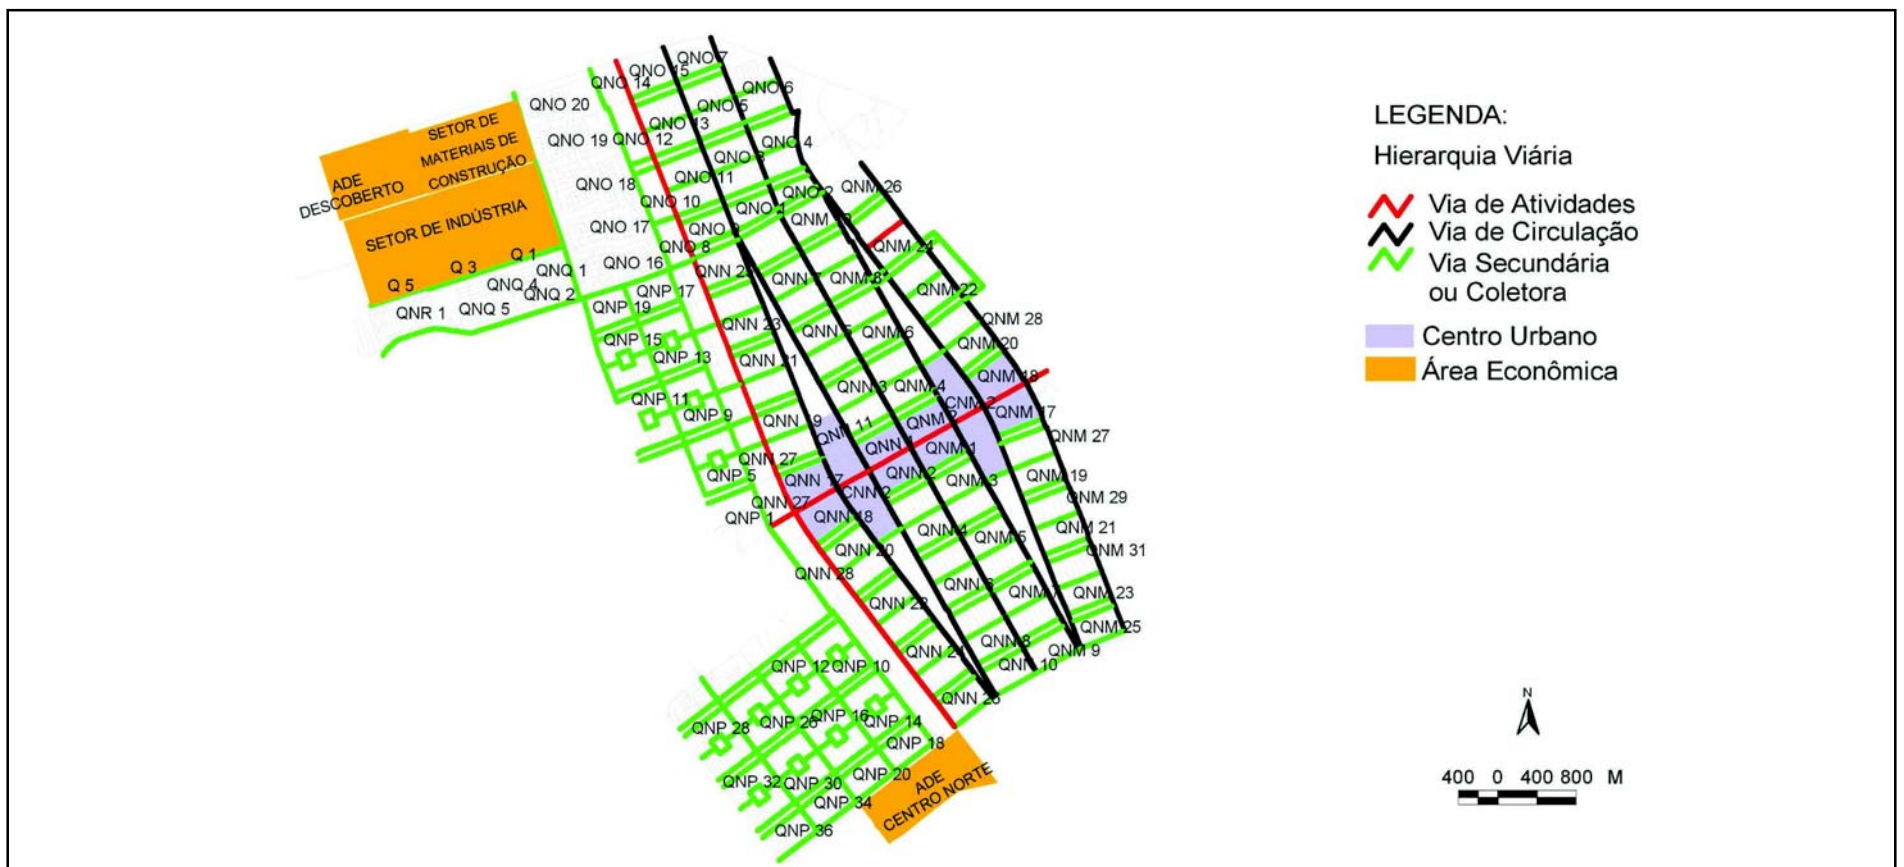 QNO 7
QNO 15
QNO 14
QNO 6
QNO 20
QNO 5
SETOR DE
MATERIAIS DE
CONSTRUÇÃO
QNO 13
QNO 19
QNO 12
QNO 4
QNO 3
ADE
DESCOBERTO
QNO 18
QNO 11
QNO 2
QNM 26
SETOR DE INDÚSTRIA
QNO 10
QNO 1
QNO 17
QNO 9
QNM 24
QNO 8
Q 1
Q 3
Q 5
QNQ 1
QNO 16
QNN 7
QNM 8
QNQ 4
QNQ 2
QNP 17
QNM 22
QNR 1
QNQ 5
QNP 19
QNN 23
QNN 5
QNM 6
QNM 28
QNP 15
QNM 20
QNP 13
QNN 21
QNN 3
QNM 4
QNM 18
QNP 11
QNP 9
QNN 19
QNN 11
QNM 2
CNM 2
QNM 17
QNN 1
QNM 1
QNM 27
QNN 27
QNP 5
QNN 17
CNN 2
QNN 2
QNM 3
QNM 19
QNN 27
QNM 29
QNP 1
QNN 18
QNN 4
QNM 5
QNM 21
QNN 20
QNM 31
QNN 28
QNN 6
QNM 7
QNM 23
QNN 22
QNM 25
QNN 24
QNN 8
QNM 9
QNN 10
QNP 12
QNP 10
QNN 26
QNP 28
QNP 26
QNP 16
QNP 14
QNP 18
QNP 32
QNP 30
QNP 20
QNP 34
QNP 36
ADE
CENTRO NORTE
LEGENDA:
Hierarquia Viária
Via de Atividades
Via de Circulação
Via Secundária
ou Coletora
Centro Urbano
Área Econômica
N
400 0 400 800 M